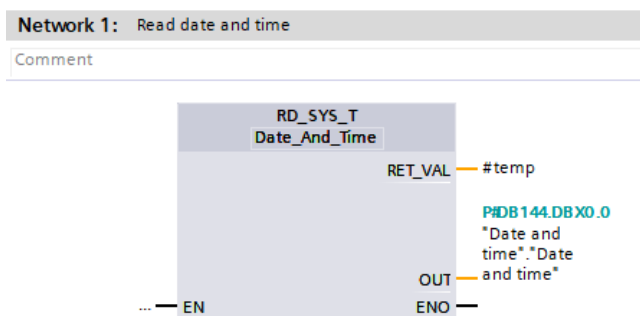 Network 1: Read date and time
Comment
RD_SYS_T
Date_And_Time
RET_VAL
#temp
P#DB144.DBX0.0
"Date and
time"."Date
and time"
OUT
... EN
ENO